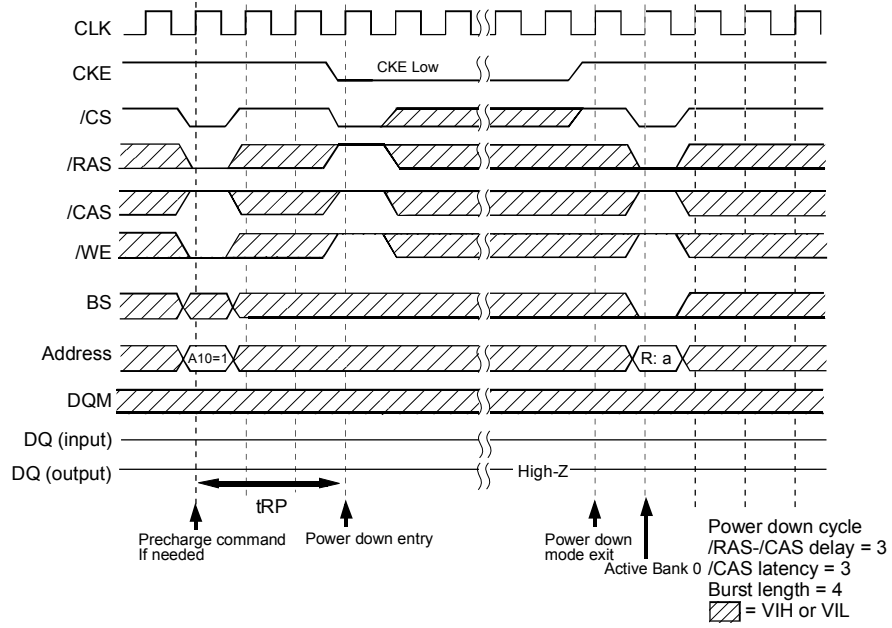 CLK
CKE
CKE Low
/CS
/RAS
/CAS
/WE
BS
Address
A10=1
R: a
DQM
DQ (input)
DQ (output)
High-Z
tRP
Precharge command
If needed
Power down entry
Power down
mode exit
Active Bank 0
Power down cycle
/RAS-/CAS delay = 3
/CAS latency = 3
Burst length = 4
= VIH or VIL